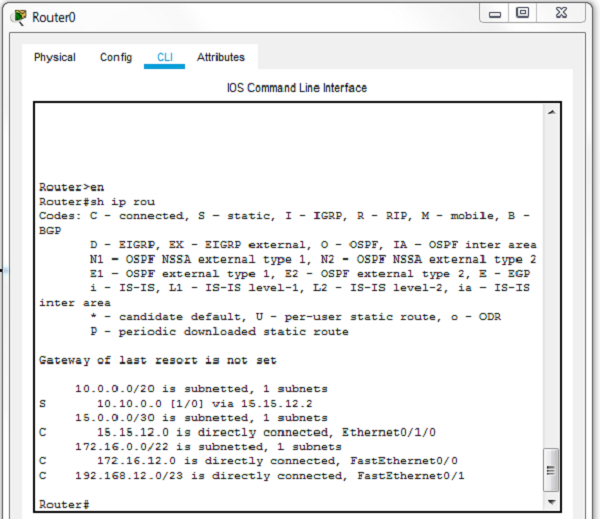 Router0
Physical Config CLI Attributes
IOS Command Line Interface
Router>en
Router#sh ip rou
Codes: C - connected, S - static, I - IGRP, R - RIP, M - mobile, B -
BGP
       D - EIGRP, EX - EIGRP external, O - OSPF, IA - OSPF inter area
       N1 - OSPF NSSA external type 1, N2 - OSPF NSSA external type 2
       E1 - OSPF external type 1, E2 - OSPF external type 2, E - EGP
       i - IS-IS, L1 - IS-IS level-1, L2 - IS-IS level-2, ia - IS-IS
inter area
       * - candidate default, U - per-user static route, o - ODR
       P - periodic downloaded static route
Gateway of last resort is not set
     10.0.0.0/20 is subnetted, 1 subnets
S       10.10.0.0 [1/0] via 15.15.12.2
     15.0.0.0/30 is subnetted, 1 subnets
C       15.15.12.0 is directly connected, Ethernet0/1/0
     172.16.0.0/22 is subnetted, 1 subnets
C       172.16.12.0 is directly connected, FastEthernet0/0
C    192.168.12.0/23 is directly connected, FastEthernet0/1
Router#